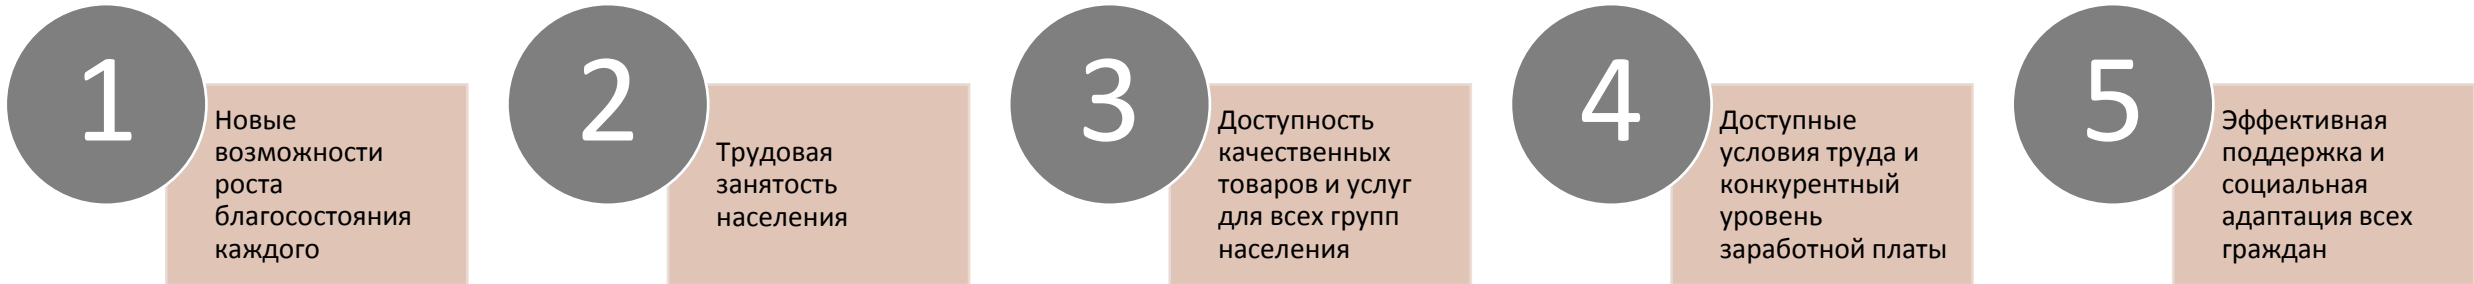 1
Новые
возможности
роста
благосостояния
каждого
2
Трудовая
занятость
населения
3
Доступность
качественных
товаров и услуг
для всех групп
населения
4
Доступные
условия труда и
конкурентный
уровень
заработной платы
5
Эффективная
поддержка и
социальная
адаптация всех
граждан